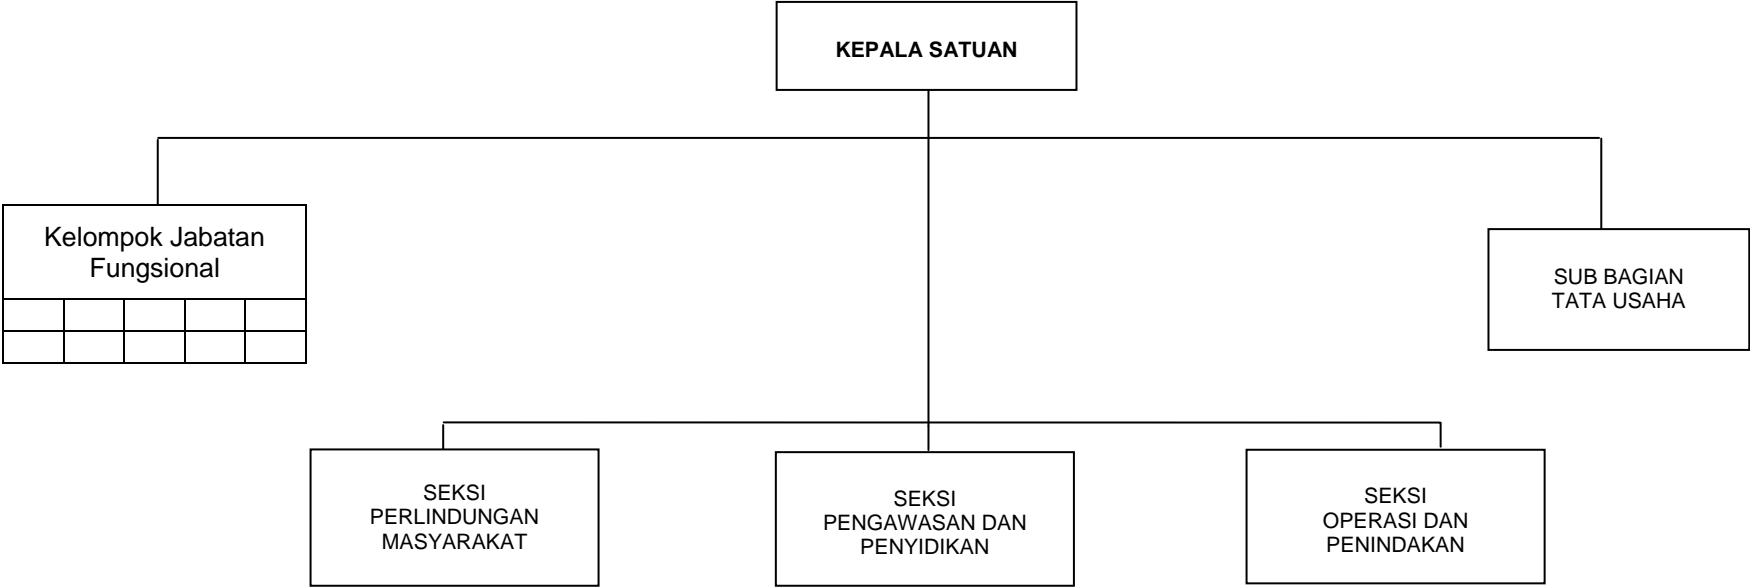 KEPALA SATUAN
Kelompok Jabatan
Fungsional
SUB BAGIAN
TATA USAHA
SEKSI
PERLINDUNGAN
MASYARAKAT
SEKSI
PENGAWASAN DAN
PENYIDIKAN
SEKSI
OPERASI DAN
PENINDAKAN